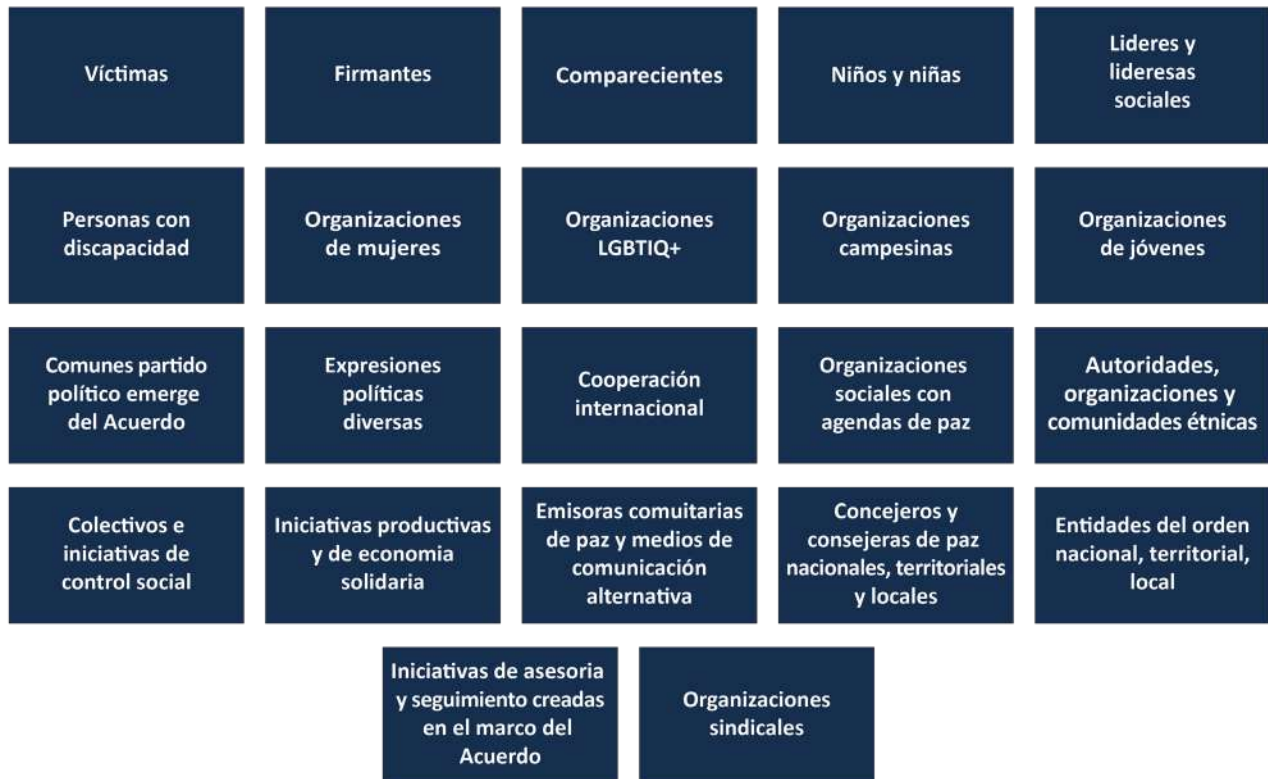 Víctimas
Firmantes
Comparecientes
Niños y niñas
Lideres y
lideresas
sociales
Personas con
discapacidad
Organizaciones
de mujeres
Organizaciones
LGBTIQ+
Organizaciones
campesinas
Organizaciones
de jóvenes
Comunes partido
político emerge
del Acuerdo
Expresiones
políticas
diversas
Cooperación
internacional
Organizaciones
sociales con
agendas de paz
Autoridades,
organizaciones y
comunidades étnicas
Colectivos e
iniciativas de
control social
Iniciativas productivas
y de economia
solidaria
Emisoras comuitarias
de paz y medios de
comunicación
alternativa
Concejeros y
consejeras de paz
nacionales, territoriales
y locales
Entidades del orden
nacional, territorial,
local
Iniciativas de asesoria
y seguimiento creadas
en el marco del
Acuerdo
Organizaciones
sindicales